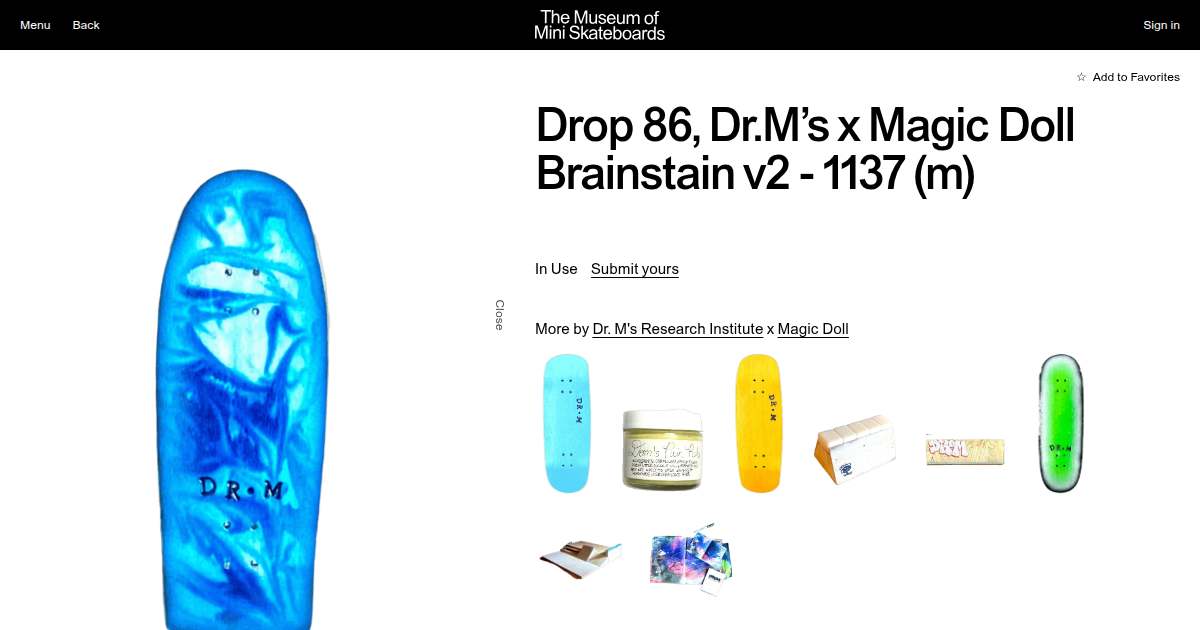 Menu
Back
The Museum of
Mini Skateboards
Sign in
☆ Add to Favorites
Drop 86, Dr.M’s x Magic Doll
Brainstain v2 - 1137 (m)
In Use
Submit yours
Close
More by Dr. M's Research Institute x Magic Doll
DR•M
DR•M
DR•M
DR•M